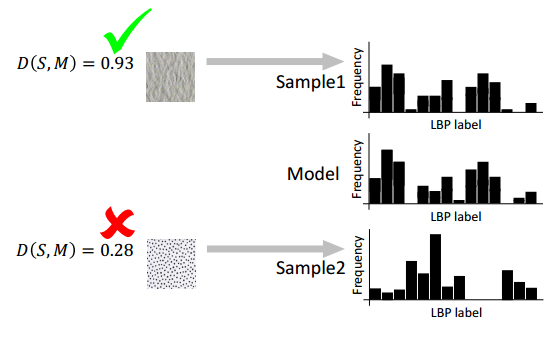 D(S, M) = 0.93
Sample1
Frequency
LBP label
Model
Frequency
LBP label
D(S, M) = 0.28
Sample2
Frequency
LBP label